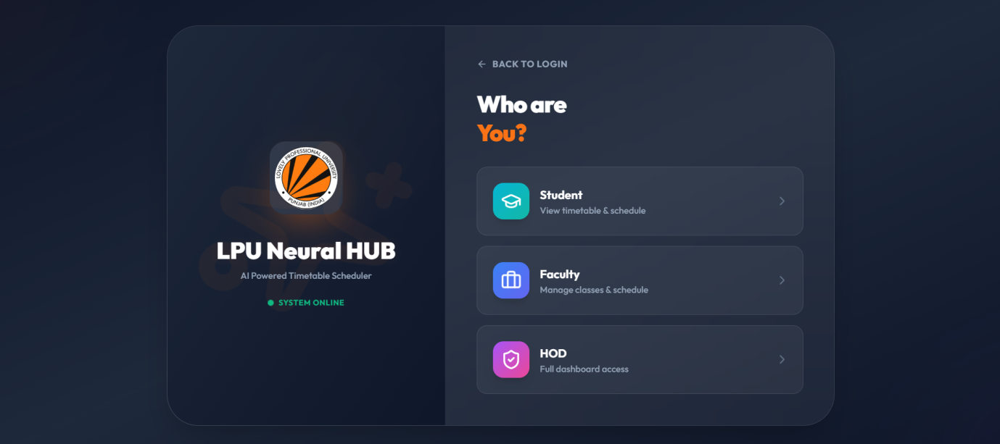 LOVELY PROFESSIONAL UNIVERSITY
PUNJAB (INDIA)
LPU Neural HUB
AI Powered Timetable Scheduler
SYSTEM ONLINE
BACK TO LOGIN
Who are
You?
Student
View timetable & schedule
Faculty
Manage classes & schedule
HOD
Full dashboard access